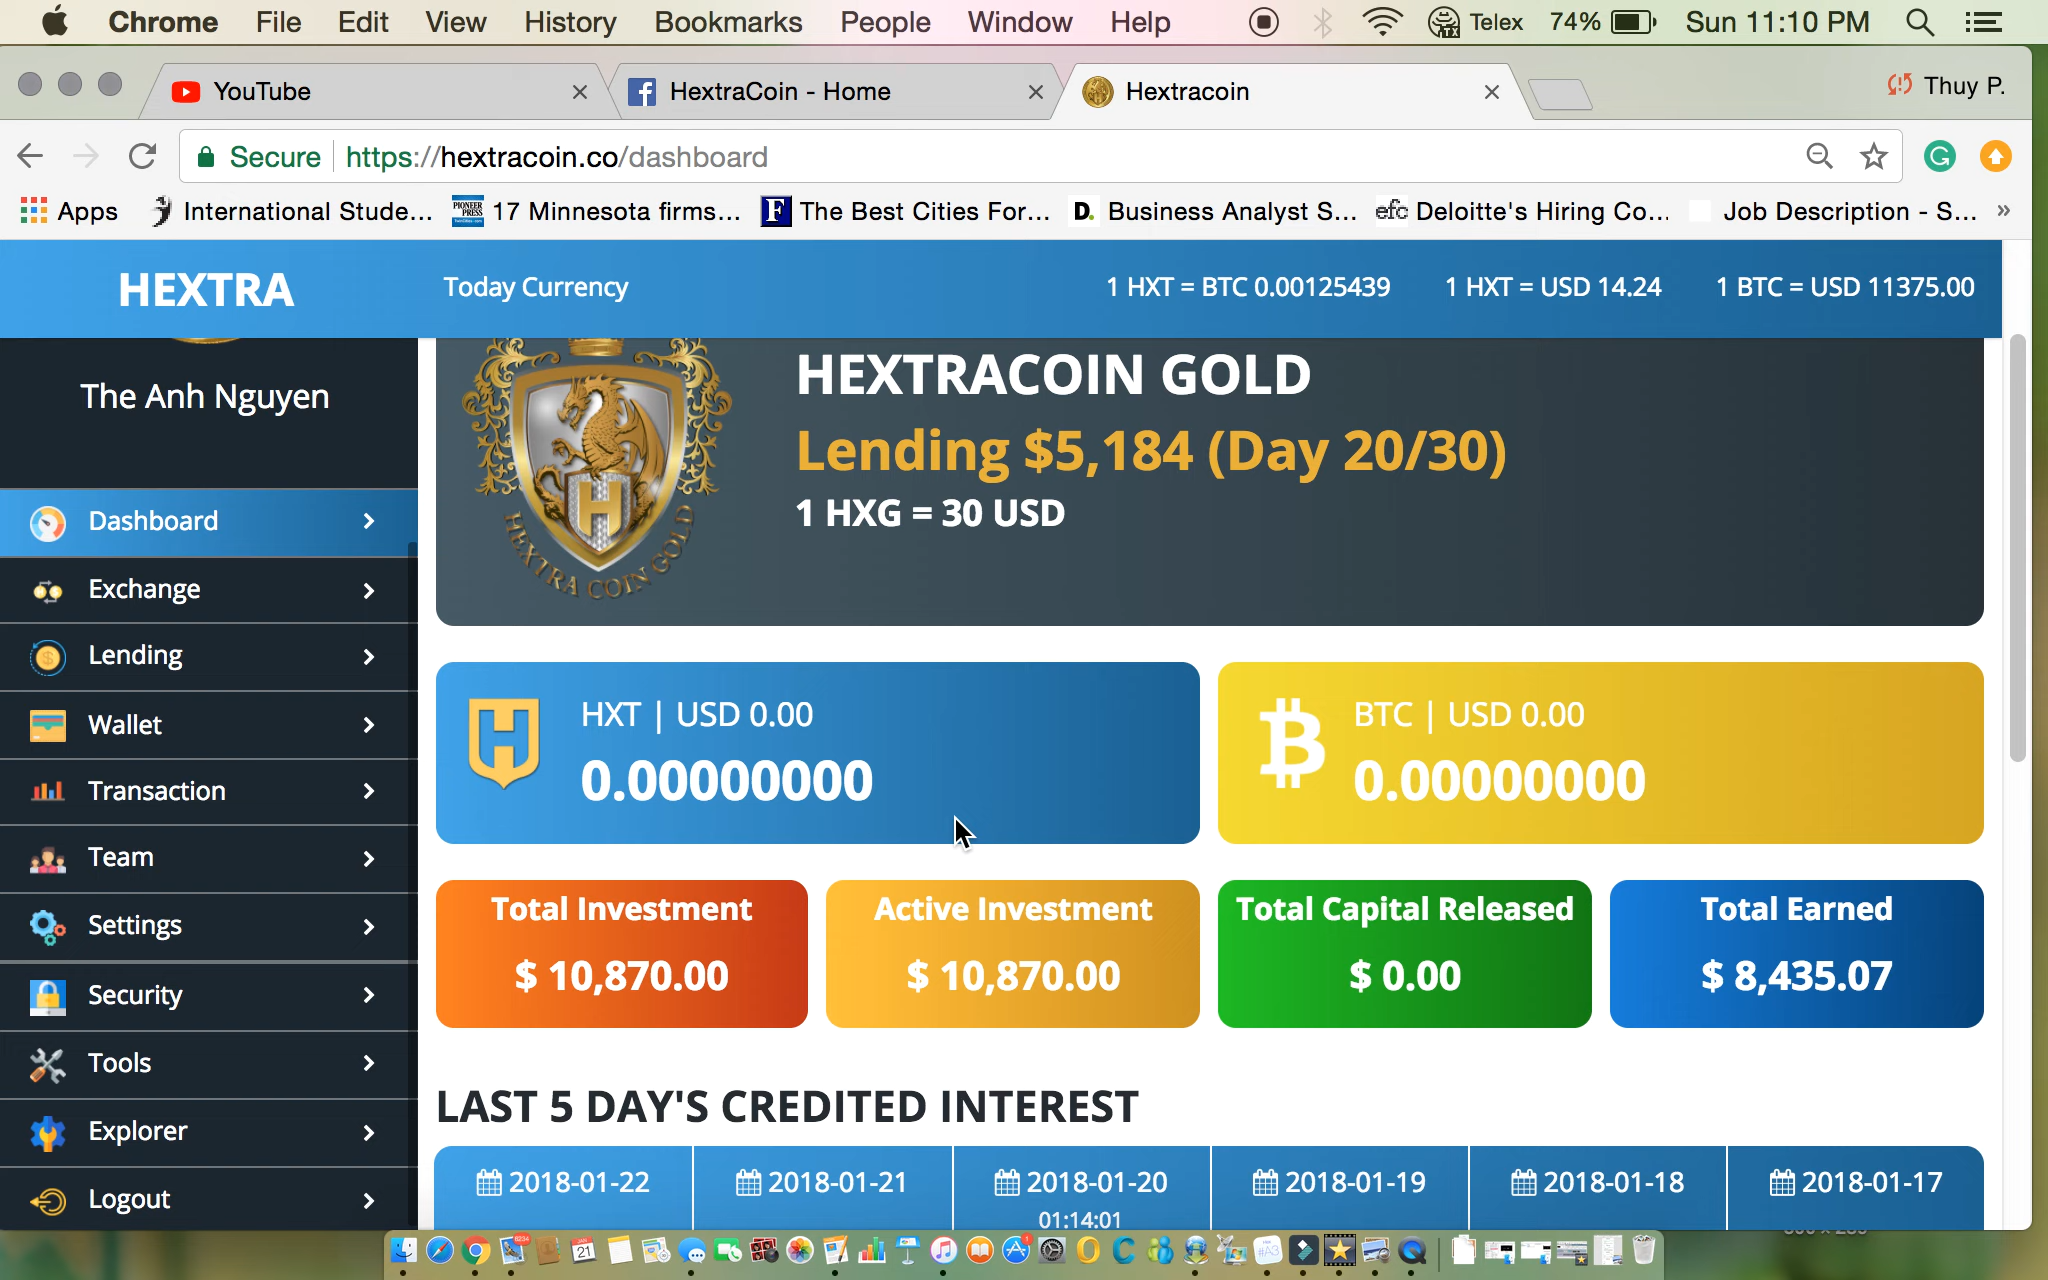 Chrome File Edit View History Bookmarks People Window Help Telex 74% Sun 11:10 PM
YouTube HextraCoin - Home Hextracoin Thuy P.
Secure https://hextracoin.co/dashboard
Apps International Stude... 17 Minnesota firms... The Best Cities For... Business Analyst S... Deloitte's Hiring Co... Job Description - S... »
HEXTRA Today Currency 1 HXT = BTC 0.00125439 1 HXT = USD 14.24 1 BTC = USD 11375.00
The Anh Nguyen
Dashboard
Exchange
Lending
Wallet
Transaction
Team
Settings
Security
Tools
Explorer
Logout
HEXTRA COIN GOLD
HEXTRACOIN GOLD
Lending $5,184 (Day 20/30)
1 HXG = 30 USD
HXT | USD 0.00
0.00000000
BTC | USD 0.00
0.00000000
Total Investment
$ 10,870.00
Active Investment
$ 10,870.00
Total Capital Released
$ 0.00
Total Earned
$ 8,435.07
LAST 5 DAY'S CREDITED INTEREST
2018-01-22 2018-01-21 2018-01-20 2018-01-19 2018-01-18 2018-01-17
01:14:01